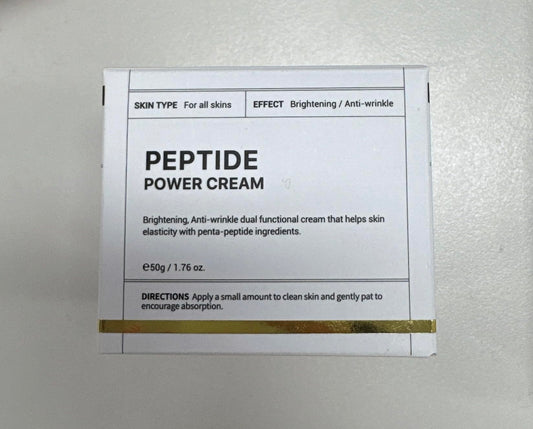 SKIN TYPE For all skins
EFFECT Brightening / Anti-wrinkle
PEPTIDE
POWER CREAM
Brightening, Anti-wrinkle dual functional cream that helps skin
elasticity with penta-peptide ingredients.
℮50g / 1.76 oz.
DIRECTIONS Apply a small amount to clean skin and gently pat to
encourage absorption.